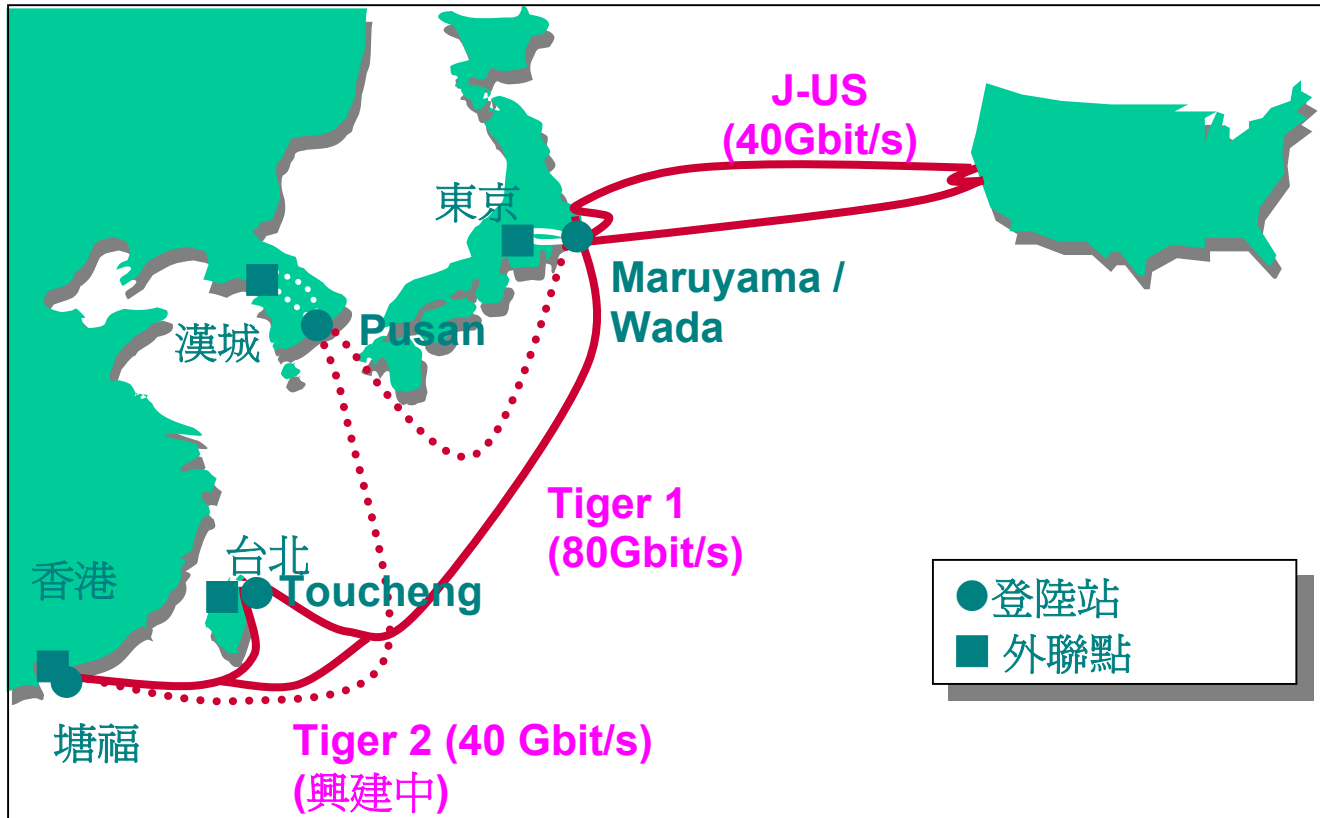 J-US
(40Gbit/s)
東京
Maruyama /
Wada
漢城
Pusan
Tiger 1
(80Gbit/s)
台北
Toucheng
香港
塘福
Tiger 2 (40 Gbit/s)
(興建中)
登陸站
外聯點